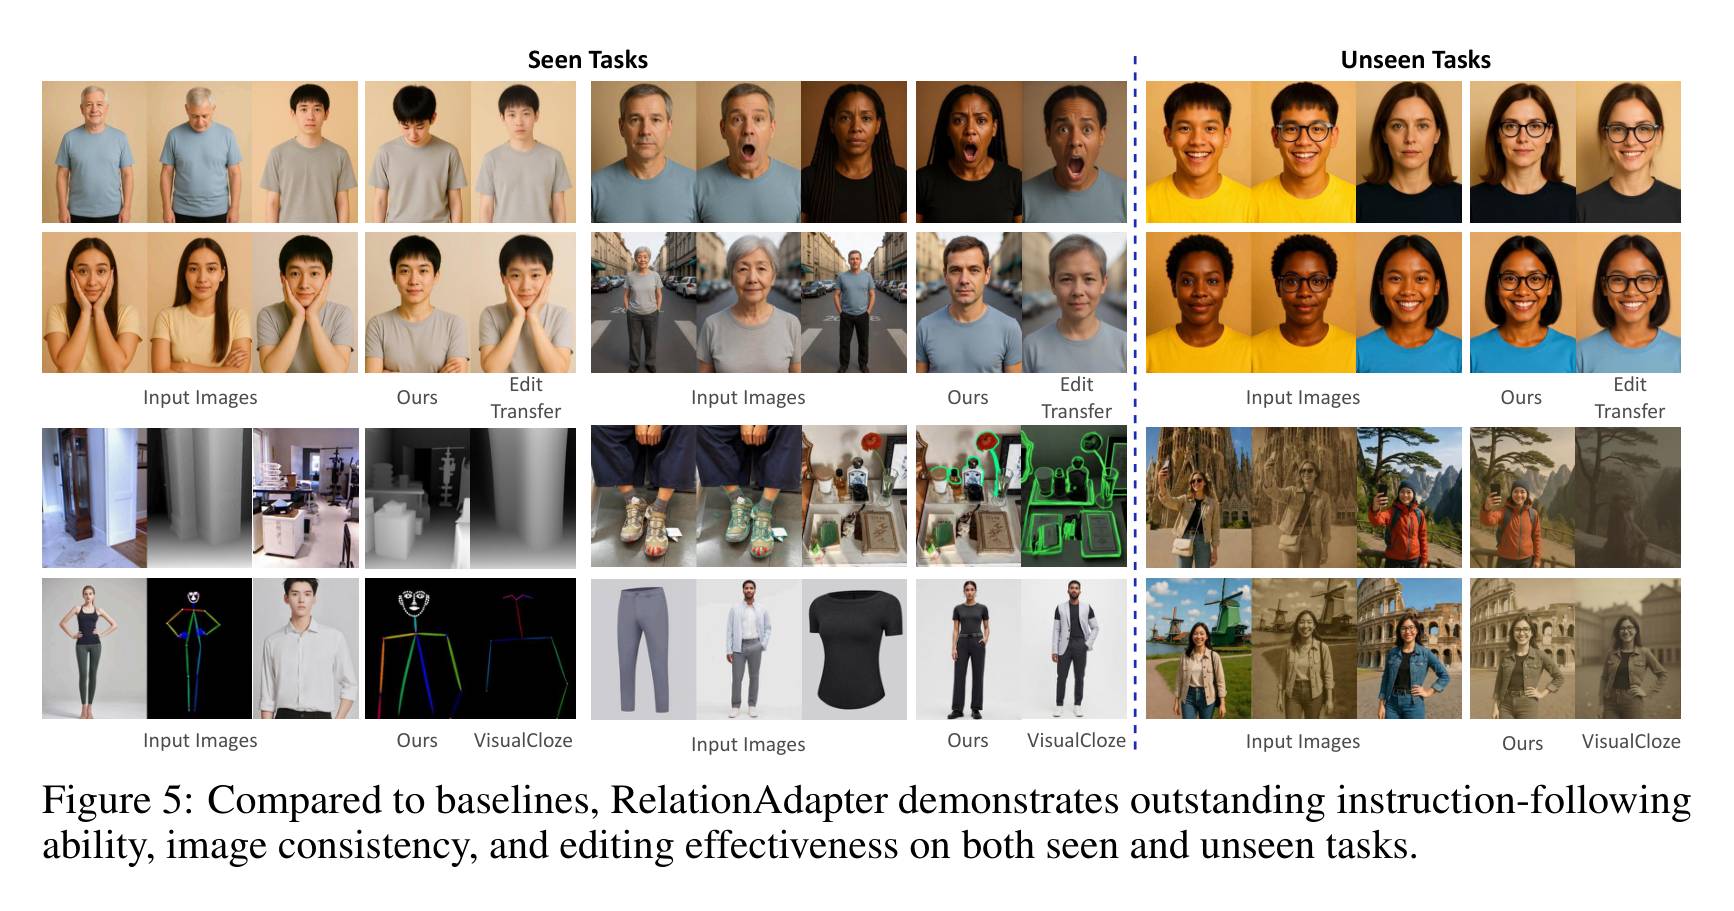 Seen Tasks
Unseen Tasks
Input Images
Ours
Edit
Transfer
Input Images
Ours
Edit
Transfer
Input Images
Ours
Edit
Transfer
Input Images
Ours
VisualCloze
Input Images
Ours
VisualCloze
Input Images
Ours
VisualCloze
Figure 5: Compared to baselines, RelationAdapter demonstrates outstanding instruction-following
ability, image consistency, and editing effectiveness on both seen and unseen tasks.